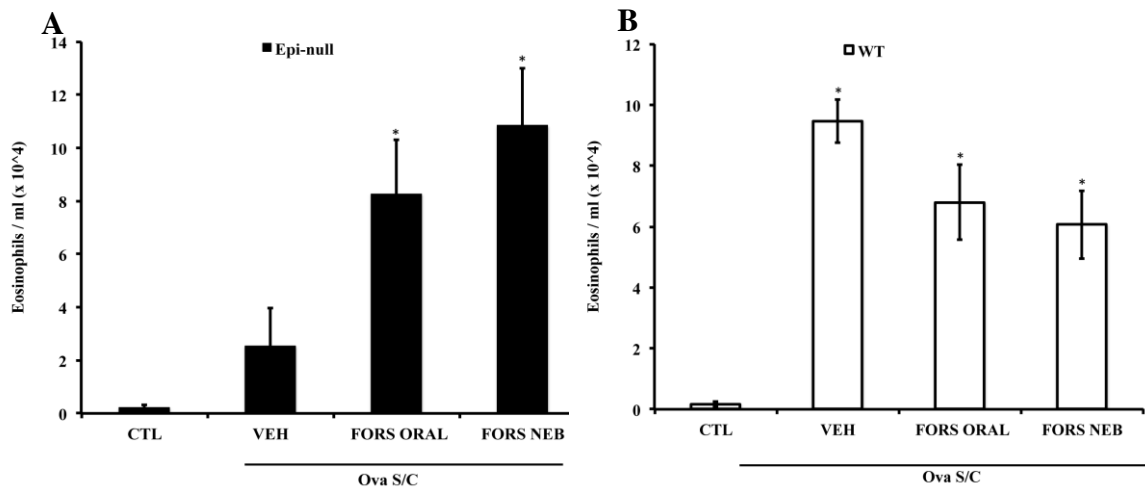 A
Epi-null
14
12
10
8
6
4
2
0
Eosinophils / ml (x 10^4)
*
*
CTL VEH FORS ORAL FORS NEB
Ova S/C
B
WT
12
10
8
6
4
2
0
Eosinophils / ml (x 10^4)
*
*
*
CTL VEH FORS ORAL FORS NEB
Ova S/C